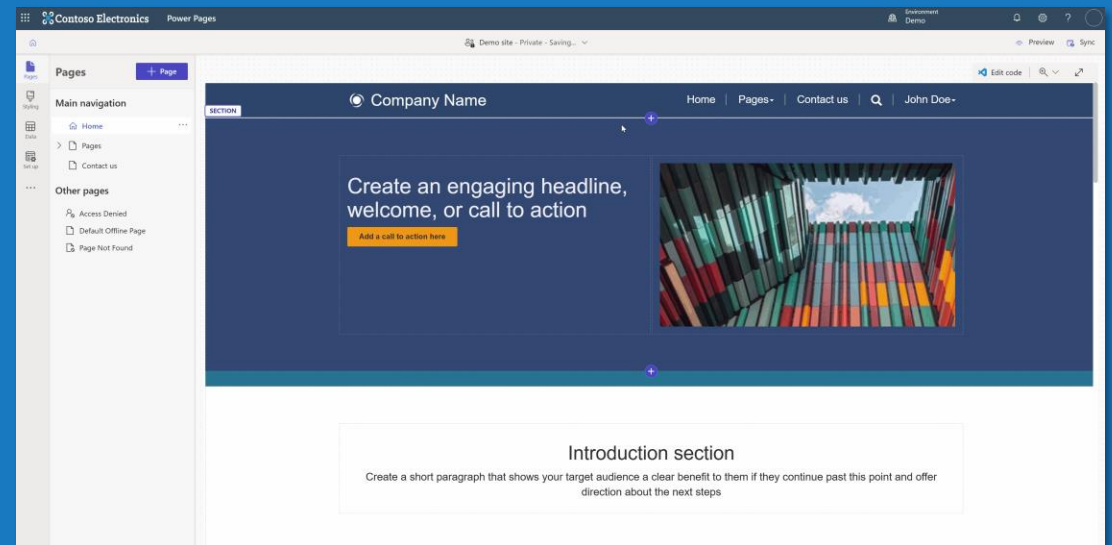 Contoso Electronics Power Pages
Environment
Demo
?
Demo site - Private - Saving...
Preview Sync
Pages
Styling
Data
Set up
Pages
+ Page
Main navigation
Home
Pages
Contact us
Other pages
Access Denied
Default Offline Page
Page Not Found
Edit code
SECTION
Company Name
Home | Pages | Contact us | John Doe
Create an engaging headline,
welcome, or call to action
Add a call to action here
Introduction section
Create a short paragraph that shows your target audience a clear benefit to them if they continue past this point and offer
direction about the next steps